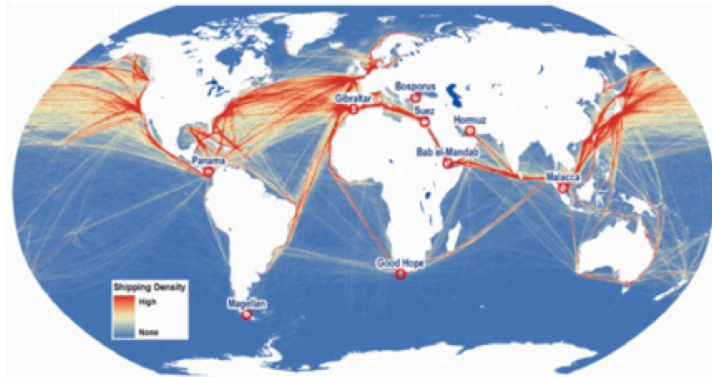 Bosporus
Gibraltar
Suez
Hormuz
Bab el-Mandab
Panama
Malacca
Good Hope
Magellan
Shipping Density
High
None